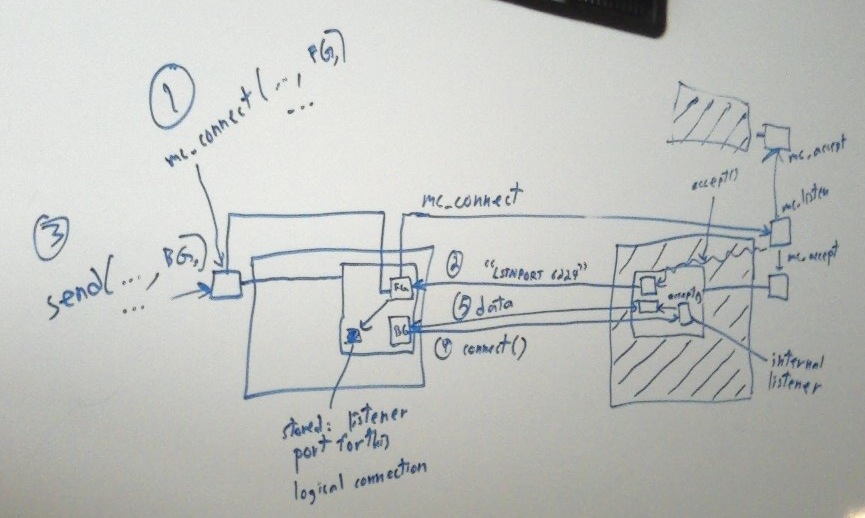 1
mc_connect(...,
FG,)
...
3
send(...,
BG,)
...
mc_connect
2
"LSTNPORT 6229"
5 data
4 connect()
FG
BG
stored: listener
port for this
logical connection
accept()
mc_accept
mc_listen
mc_accept
accept()
internal
listener